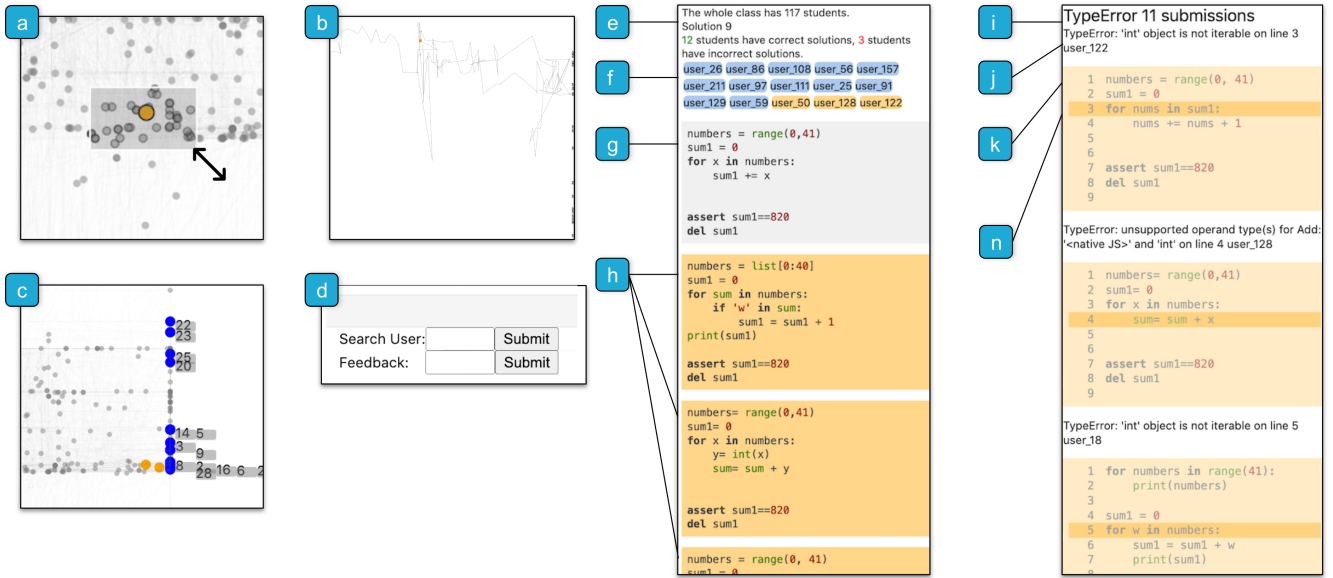 a
b
c
22
23
25
20
14 5
3
9
8 2 16 6 2
28
d
Search User: Submit
Feedback: Submit
e
The whole class has 117 students.
Solution 9
12 students have correct solutions, 3 students
have incorrect solutions.
f
user_26 user_86 user_108 user_56 user_157
user_211 user_97 user_111 user_25 user_91
user_129 user_59 user_50 user_128 user_122
g
numbers = range(0,41)
sum1 = 0
for x in numbers:
sum1 += x
assert sum1==820
del sum1
h
numbers = list[0:40]
sum1 = 0
for sum in numbers:
if 'w' in sum:
sum1 = sum1 + 1
print(sum1)
assert sum1==820
del sum1
numbers= range(0,41)
sum1= 0
for x in numbers:
y= int(x)
sum= sum + y
assert sum1==820
del sum1
numbers = range(0, 41)
sum1 = 0
i
TypeError 11 submissions
j
TypeError: 'int' object is not iterable on line 3
user_122
k
1 numbers = range(0, 41)
2 sum1 = 0
3 for nums in sum1:
4 nums += nums + 1
5
6
7 assert sum1==820
8 del sum1
9
n
TypeError: unsupported operand type(s) for Add:
'<native JS>' and 'int' on line 4 user_128
1 numbers= range(0,41)
2 sum1= 0
3 for x in numbers:
4 sum= sum + x
5
6
7 assert sum1==820
8 del sum1
9
TypeError: 'int' object is not iterable on line 5
user_18
1 for numbers in range(41):
2 print(numbers)
3
4 sum1 = 0
5 for w in numbers:
6 sum1 = sum1 + w
7 print(sum1)